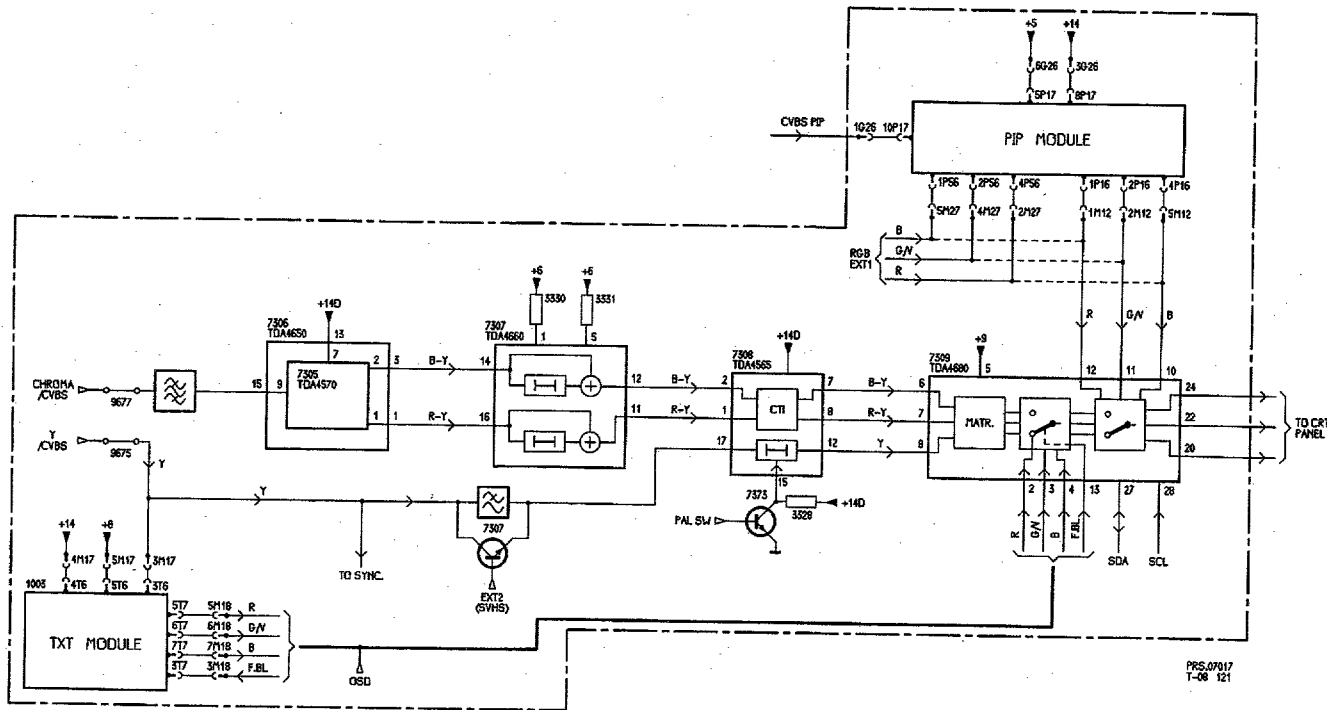 +5 +14
6G26 3G26
5P17 8P17
CVBS PIP 1G26 10P17
PIP MODULE
1P56 2P56 4P56 1P16 2P16 4P16
5M27 4M27 2M27 1M12 2M12 5M12
RGB
EXT1
B
G/V
R
R G/V B
+6 +6
3330 3331
+14D
7306
TDA4650
13
7
7305
TDA4570
15 9
2 3
1 1
CHROMA
/CVBS
9677
Y
/CVBS
9675
Y
B-Y
R-Y
7307
TDA4660
1 5
14
16
12
11
B-Y
R-Y
+14D
7308
TDA4565
2
1
17
CTI
7
8
12
15
B-Y
R-Y
Y
+9
7309
TDA4680
5 12 11 10
6
7
8
MATR.
24
22
20
TO CRT
PANEL
2 3 4 13 27 28
R G/V B F.BL
SDA SCL
7373
PAL SW
3328
+14D
Y
7307
EXT2
(SVHS)
TO SYNC.
+14 +8
4M17 5M17 3M17
4T6 5T6 3T6
1003
TXT MODULE
5T7 5M18 R
6T7 6M18 G/V
7T7 7M18 B
3T7 3M18 F.BL
OSD
PRS.07017
T-08 121